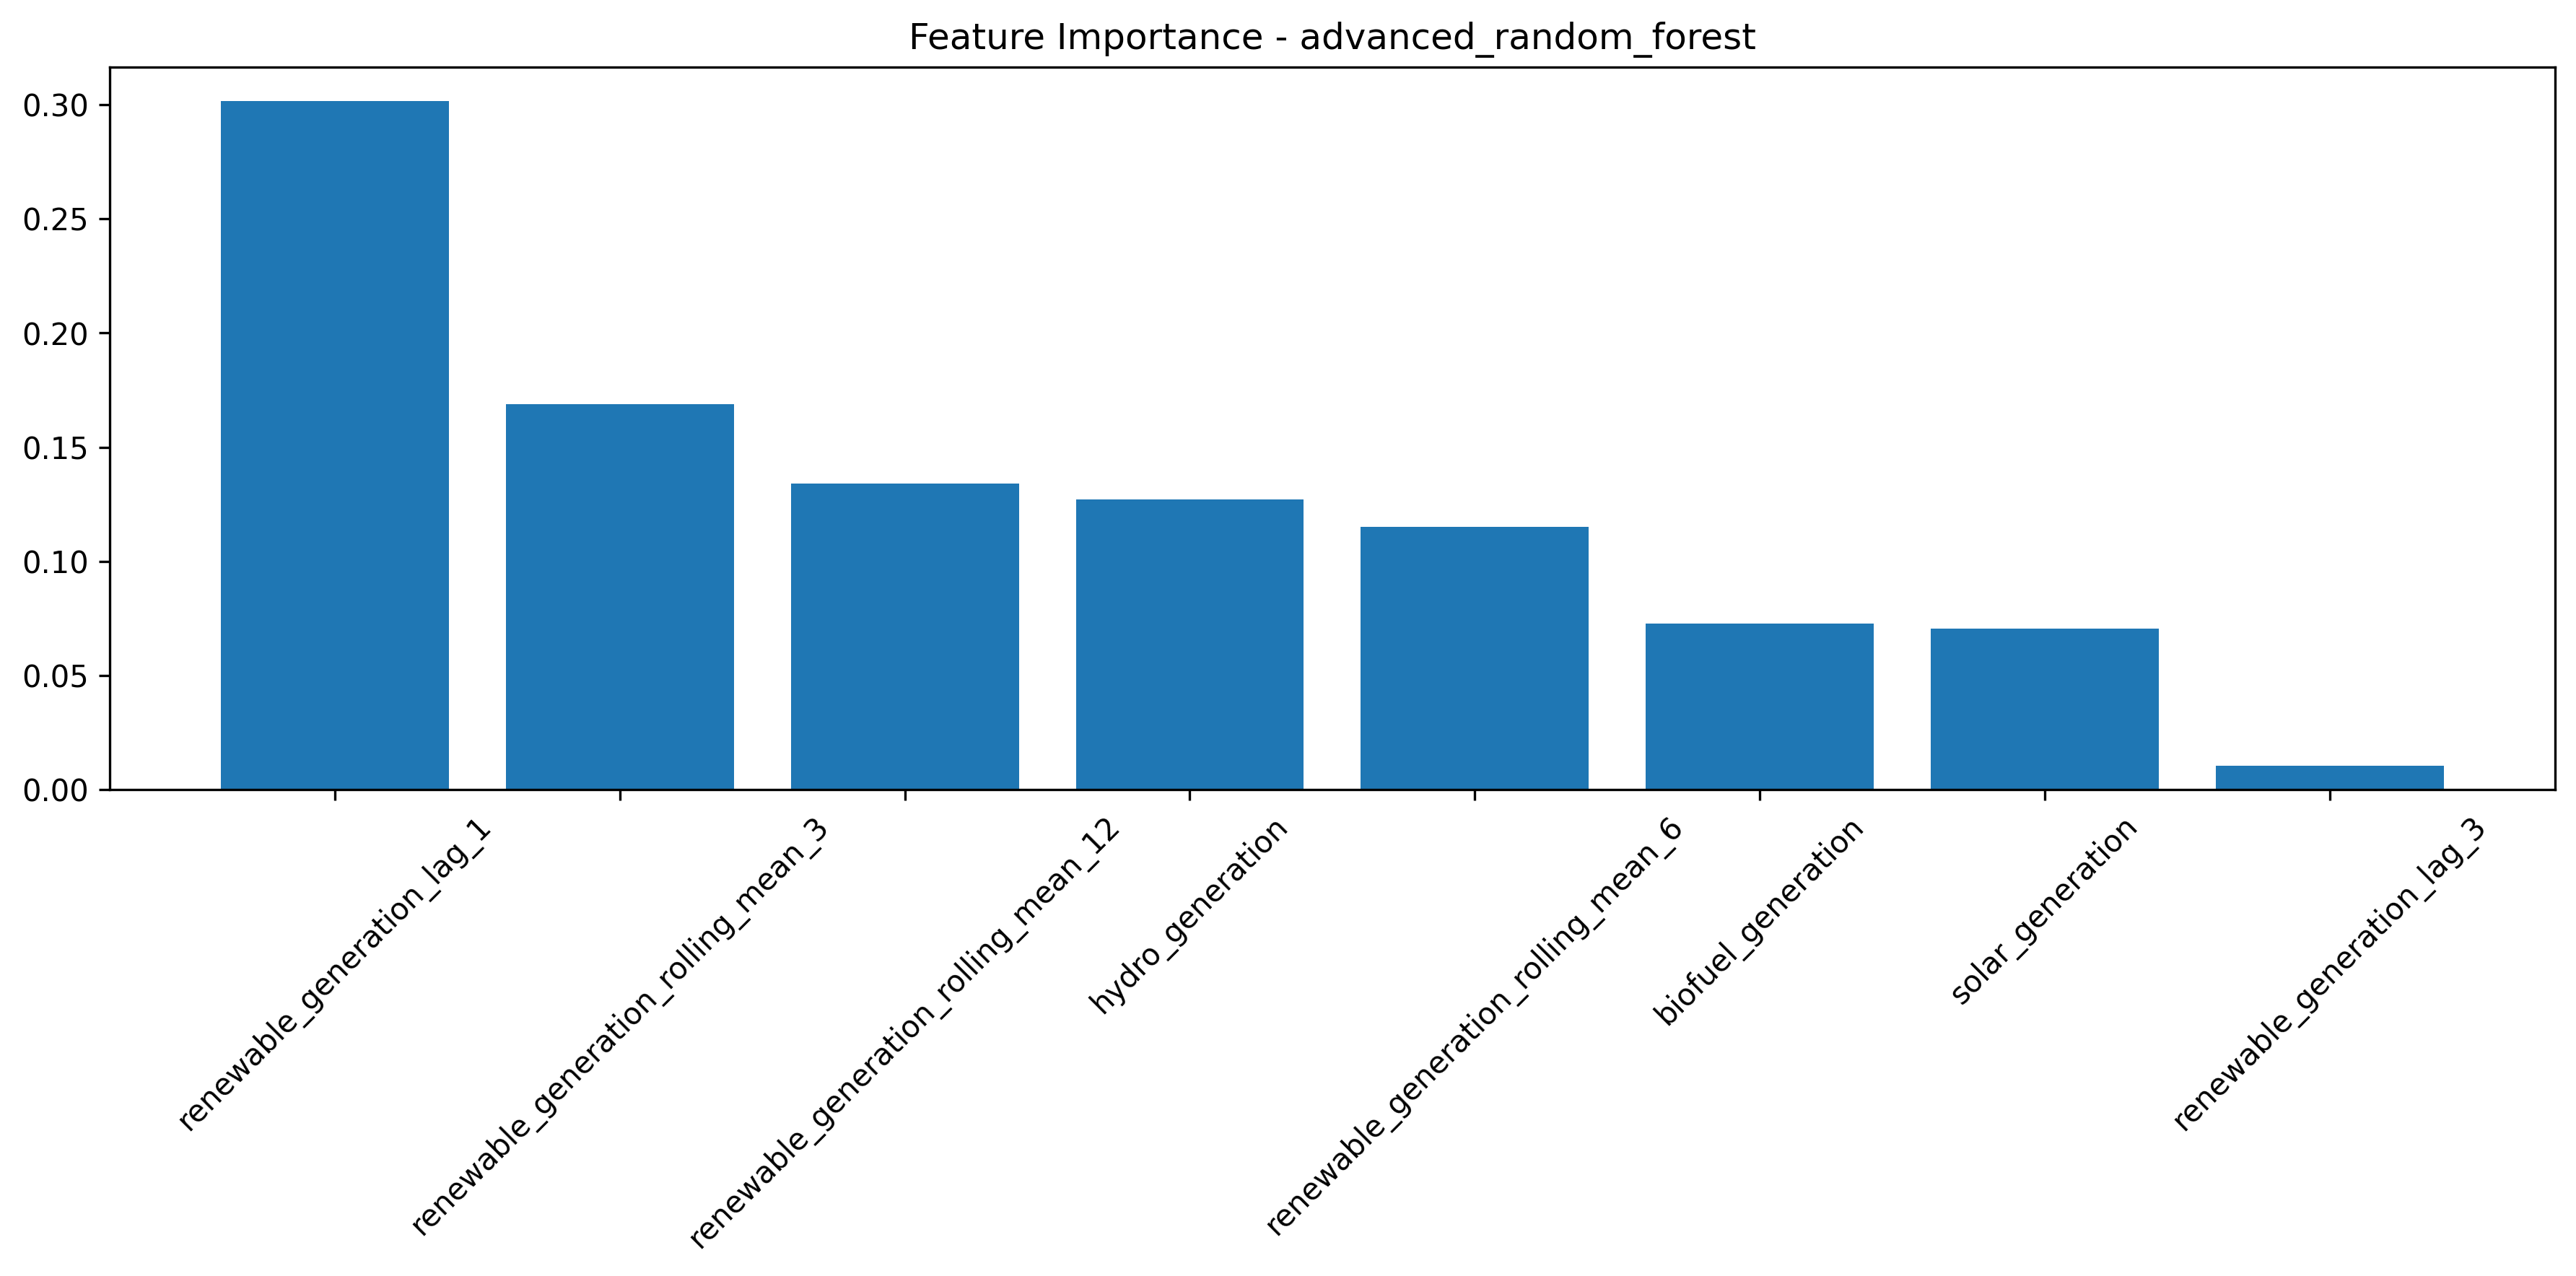 Feature Importance - advanced_random_forest
0.30
0.25
0.20
0.15
0.10
0.05
0.00
renewable_generation_lag_1
renewable_generation_rolling_mean_3
renewable_generation_rolling_mean_12
hydro_generation
renewable_generation_rolling_mean_6
biofuel_generation
solar_generation
renewable_generation_lag_3